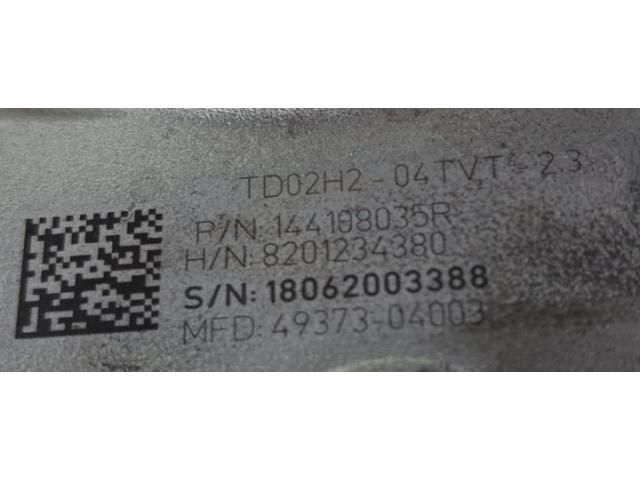 TD02H2 - 04TVT - 2.3
P/N: 144108035R
H/N: 8201234380
S/N: 18062003388
MFD: 49373-04003